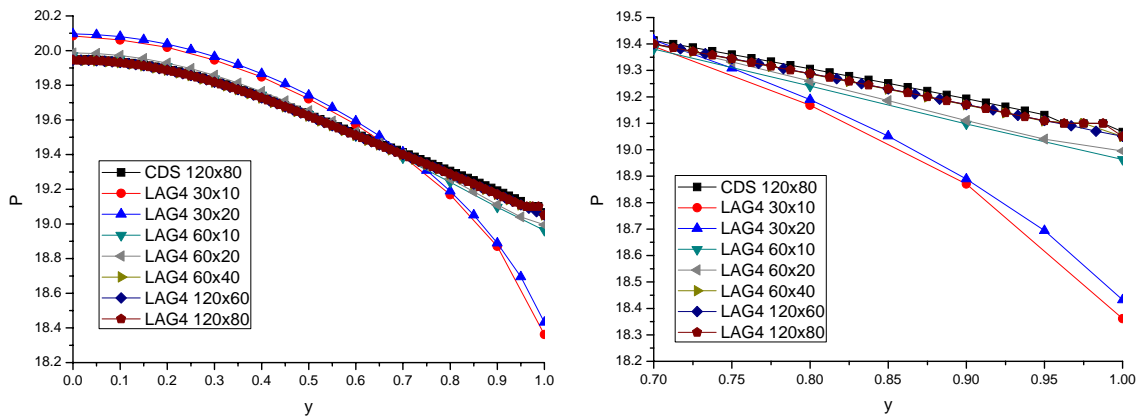 20.2
20.0
19.8
19.6
19.4
19.2
19.0
18.8
18.6
18.4
18.2
P
0.0 0.1 0.2 0.3 0.4 0.5 0.6 0.7 0.8 0.9 1.0
y
CDS 120x80
LAG4 30x10
LAG4 30x20
LAG4 60x10
LAG4 60x20
LAG4 60x40
LAG4 120x60
LAG4 120x80
19.5
19.4
19.3
19.2
19.1
19.0
18.9
18.8
18.7
18.6
18.5
18.4
18.3
18.2
P
0.70 0.75 0.80 0.85 0.90 0.95 1.00
y
CDS 120x80
LAG4 30x10
LAG4 30x20
LAG4 60x10
LAG4 60x20
LAG4 60x40
LAG4 120x60
LAG4 120x80